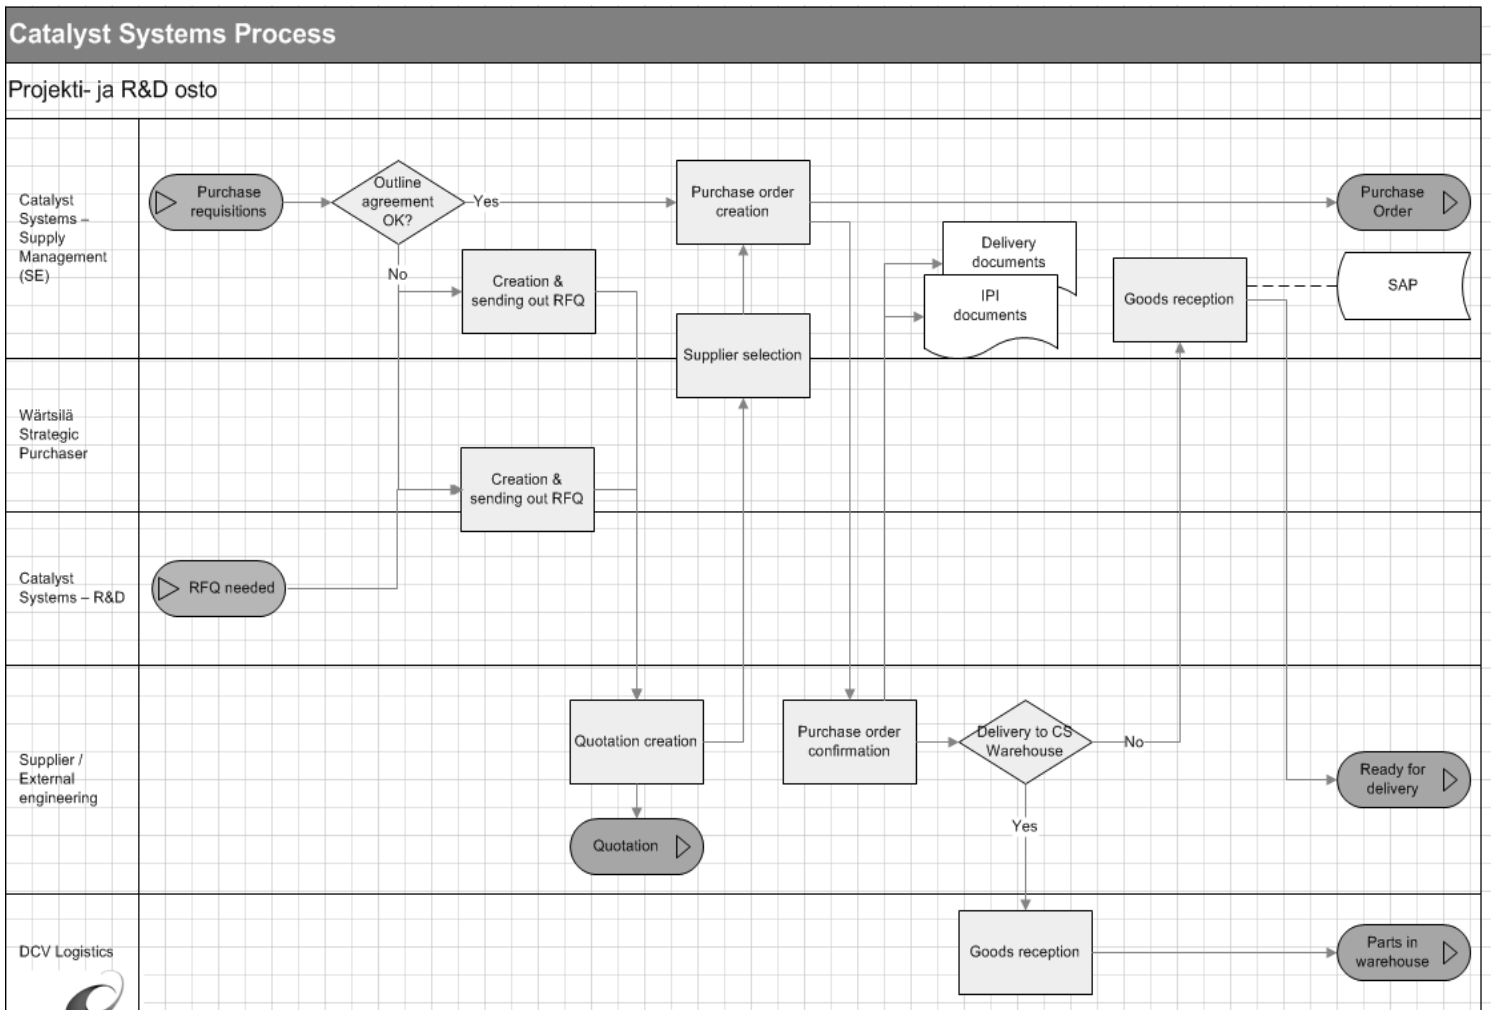 Catalyst Systems Process
Projekti- ja R&D osto
Catalyst
Systems –
Supply
Management
(SE)
Purchase
requisitions
Outline
agreement
OK?
Yes
No
Creation &
sending out RFQ
Purchase order
creation
Supplier selection
Delivery
documents
IPI
documents
Goods reception
Purchase
Order
SAP
Wärtsilä
Strategic
Purchaser
Creation &
sending out RFQ
Catalyst
Systems – R&D
RFQ needed
Supplier /
External
engineering
Quotation creation
Quotation
Purchase order
confirmation
Delivery to CS
Warehouse
No
Yes
Ready for
delivery
DCV Logistics
Goods reception
Parts in
warehouse